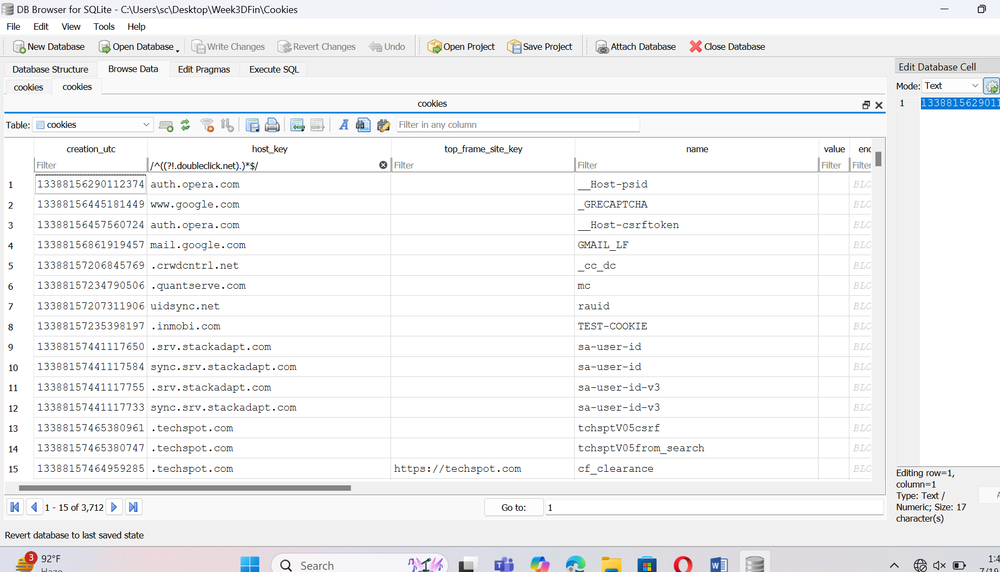 DB Browser for SQLite - C:\Users\sc\Desktop\Week3DFin\Cookies
File Edit View Tools Help
New Database Open Database Write Changes Revert Changes Undo Open Project Save Project Attach Database Close Database
Database Structure Browse Data Edit Pragmas Execute SQL
cookies cookies
cookies
Table: cookies Filter in any column
creation_utc host_key top_frame_site_key name value enc
Filter /^((?!.doubleclick.net).)*$/ Filter Filter Filter Filter
1 13388156290112374 auth.opera.com __Host-psid BLO
2 13388156445181449 www.google.com _GRECAPTCHA BLO
3 13388156457560724 auth.opera.com __Host-csrftoken BLO
4 13388156861919457 mail.google.com GMAIL_LF BLO
5 13388157206845769 .crwdcntrl.net _cc_dc BLO
6 13388157234790506 .quantserve.com mc BLO
7 13388157207311906 uidsync.net rauid BLO
8 13388157235398197 .inmobi.com TEST-COOKIE BLO
9 13388157441117650 .srv.stackadapt.com sa-user-id BLO
10 13388157441117584 sync.srv.stackadapt.com sa-user-id BLO
11 13388157441117755 .srv.stackadapt.com sa-user-id-v3 BLO
12 13388157441117733 sync.srv.stackadapt.com sa-user-id-v3 BLO
13 13388157465380961 .techspot.com tchsptV05csrf BLO
14 13388157465380747 .techspot.com tchsptV05from_search BLO
15 13388157464959285 .techspot.com https://techspot.com cf_clearance BLO
1 - 15 of 3,712 Go to: 1
Revert database to last saved state
Edit Database Cell
Mode: Text
1 133881562901
Editing row=1,
column=1
Type: Text /
Numeric; Size: 17
character(s)
3 92°F
Haze
Search
1:4
7/19